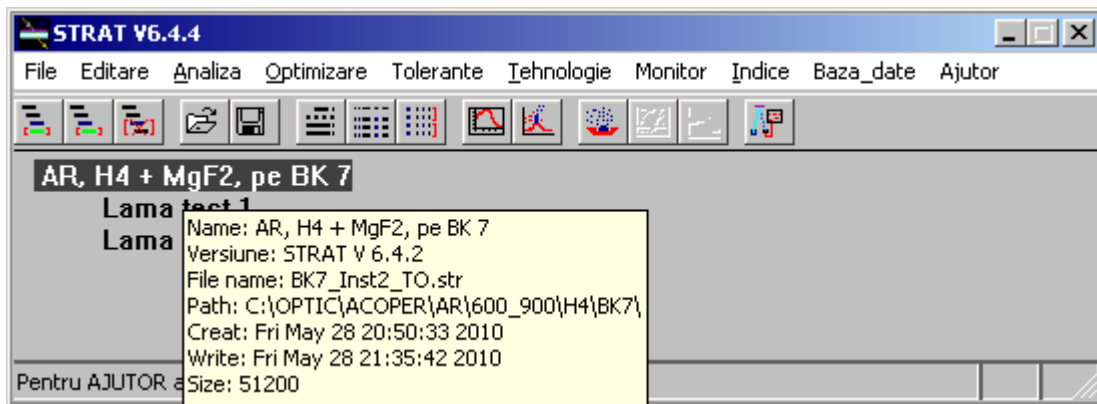 STRAT V6.4.4
File Editare Analiza Optimizare Tolerante Tehnologie Monitor Indice Baza_date Ajutor
AR, H4 + MgF2, pe BK 7
Lama test 1
Lama
Name: AR, H4 + MgF2, pe BK 7
Versiune: STRAT V 6.4.2
File name: BK7_Inst2_TO.str
Path: C:\OPTIC\ACOPER\AR\600_900\H4\BK7\
Creat: Fri May 28 20:50:33 2010
Write: Fri May 28 21:35:42 2010
Size: 51200
Pentru AJUTOR a